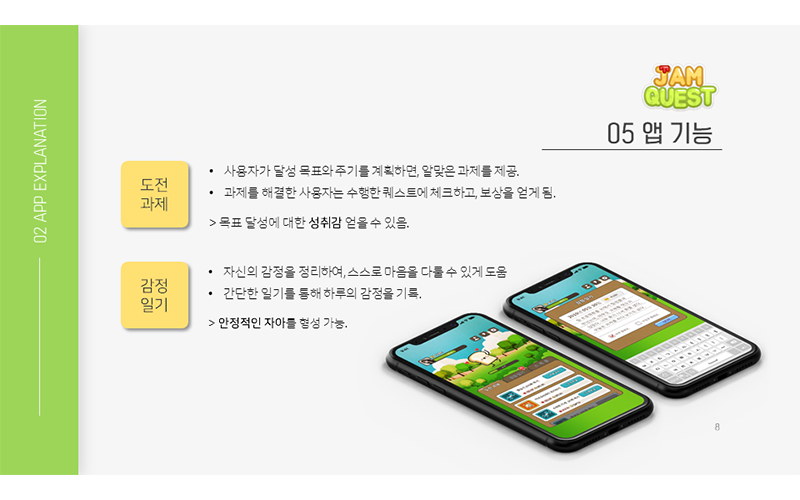 02 APP EXPLANATION
JAM
QUEST
05 앱 기능
도전
과제
• 사용자가 달성 목표와 주기를 계획하면, 알맞은 과제를 제공.
• 과제를 해결한 사용자는 수행한 퀘스트에 체크하고, 보상을 얻게 됨.
> 목표 달성에 대한 성취감 얻을 수 있음.
감정
일기
• 자신의 감정을 정리하여, 스스로 마음을 다룰 수 있게 도움
• 간단한 일기를 통해 하루의 감정을 기록.
> 안정적인 자아를 형성 가능.
8